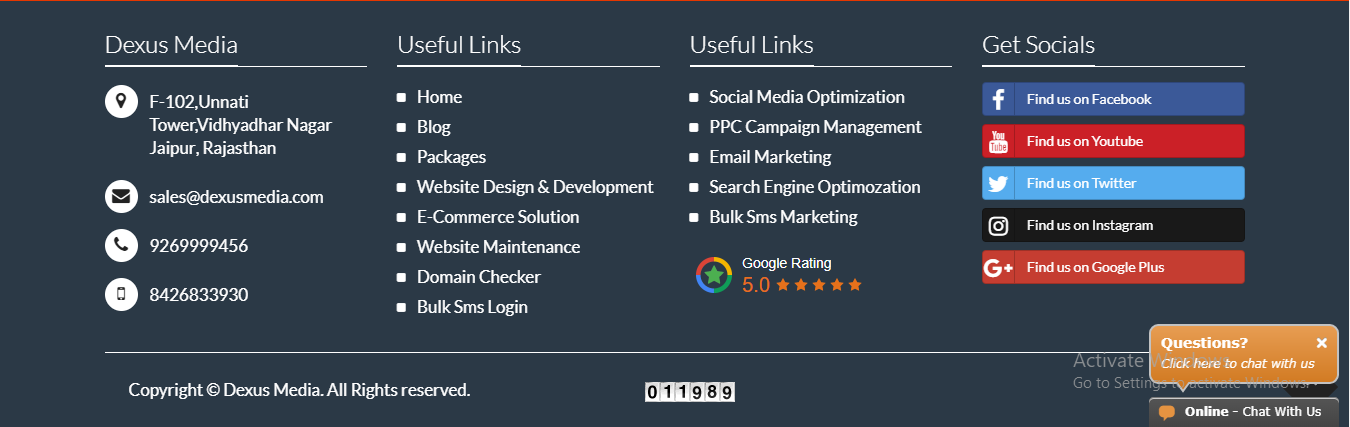 Dexus Media
F-102,Unnati
Tower,Vidhyadhar Nagar
Jaipur, Rajasthan
sales@dexusmedia.com
9269999456
8426833930
Useful Links
Home
Blog
Packages
Website Design & Development
E-Commerce Solution
Website Maintenance
Domain Checker
Bulk Sms Login
Useful Links
Social Media Optimization
PPC Campaign Management
Email Marketing
Search Engine Optimozation
Bulk Sms Marketing
Google Rating
5.0
Get Socials
Find us on Facebook
You
Tube
Find us on Youtube
Find us on Twitter
Find us on Instagram
G+
Find us on Google Plus
Copyright © Dexus Media. All Rights reserved.
011989
Activate Windows
Go to Settings to activate Windows.
Questions?
Click here to chat with us
Online - Chat With Us